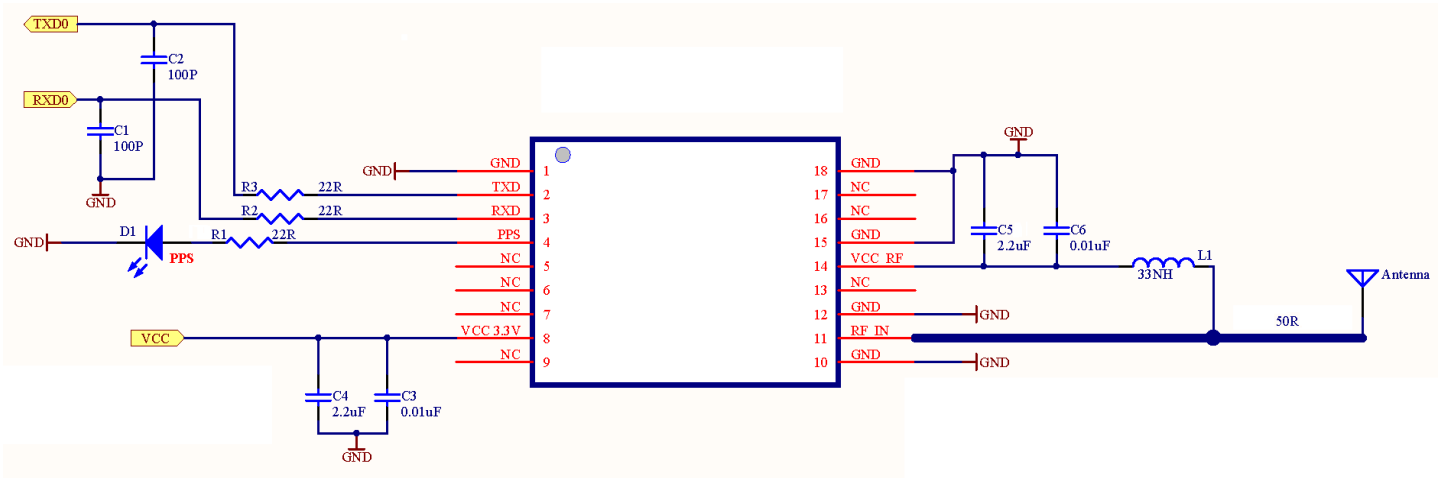 TXD0
C2
100P
RXD0
C1
100P
GND
GND
R3 22R
R2 22R
R1 22R
GND
D1
PPS
VCC
C4
2.2uF
C3
0.01uF
GND
GND 1
TXD 2
RXD 3
PPS 4
NC 5
NC 6
NC 7
VCC 3.3V 8
NC 9
18 GND
17 NC
16 NC
15 GND
14 VCC_RF
13 NC
12 GND
11 RF_IN
10 GND
GND
C5
2.2uF
C6
0.01uF
L1
33NH
GND
GND
50R
Antenna